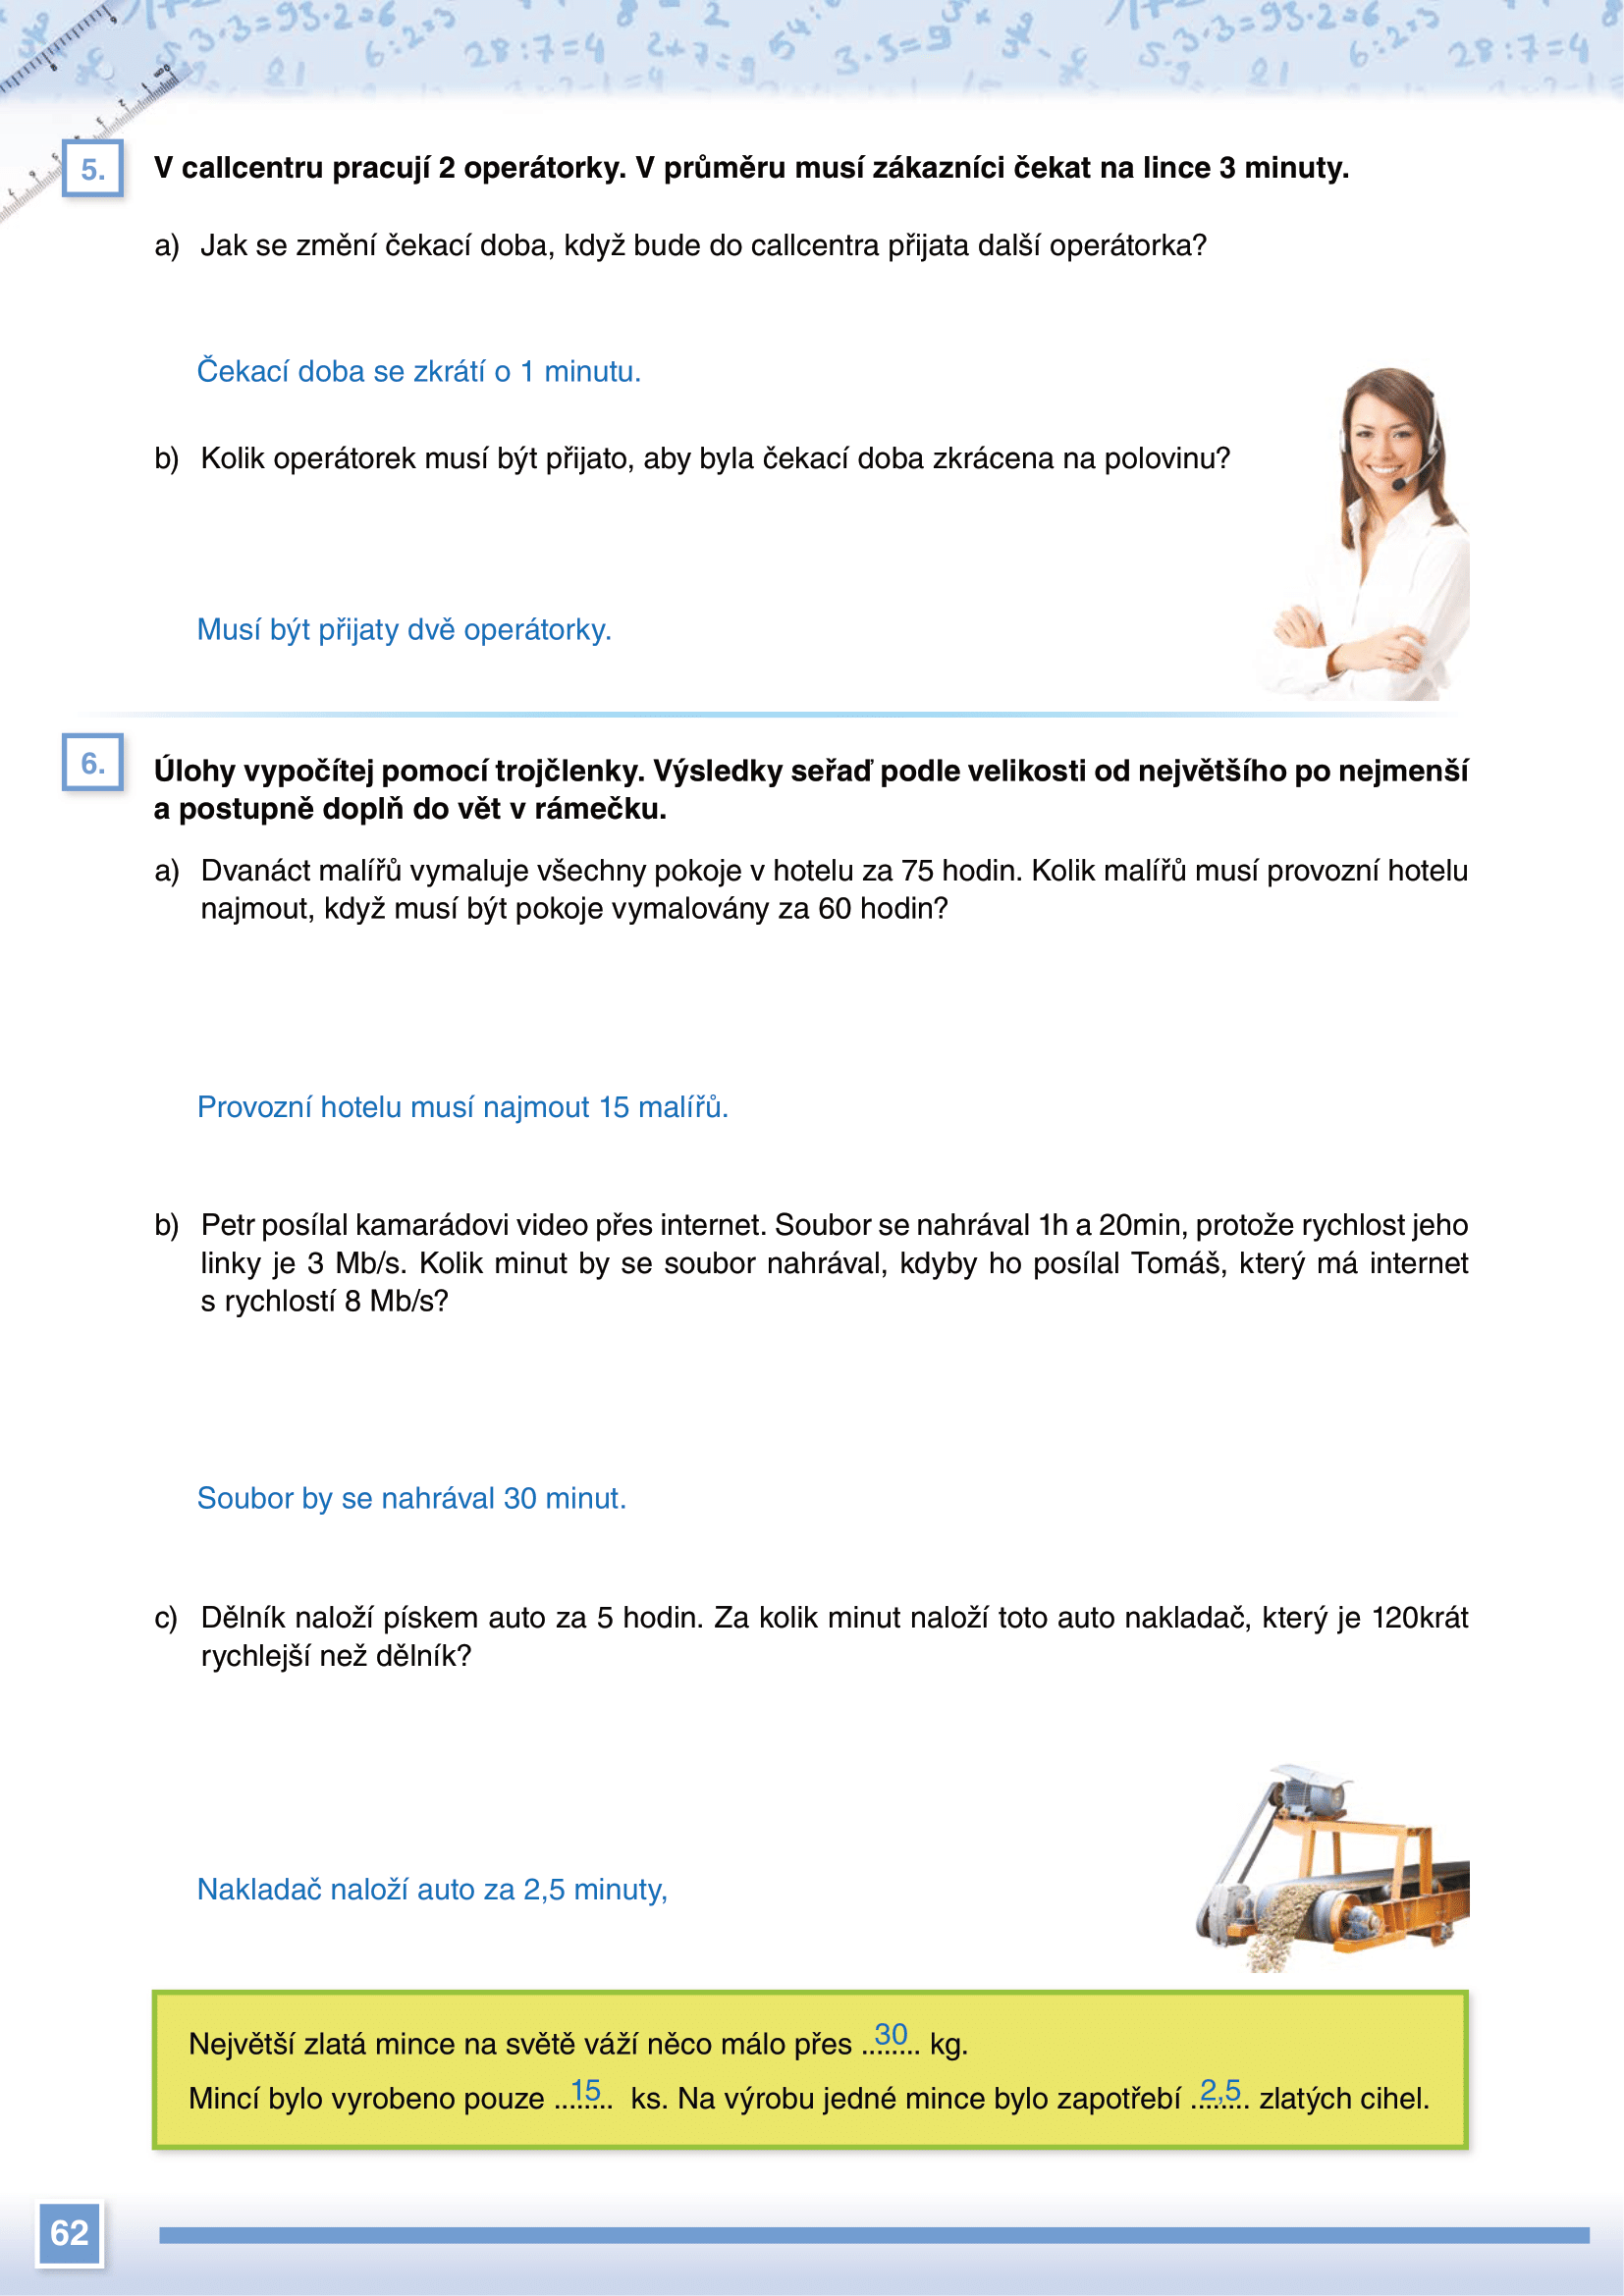 5.
V callcentru pracují 2 operátorky. V průměru musí zákazníci čekat na lince 3 minuty.
a) Jak se změní čekací doba, když bude do callcentra přijata další operátorka?
Čekací doba se zkrátí o 1 minutu.
b) Kolik operátorek musí být přijato, aby byla čekací doba zkrácena na polovinu?
Musí být přijaty dvě operátorky.
6.
Úlohy vypočítej pomocí trojčlenky. Výsledky seřaď podle velikosti od největšího po nejmenší
a postupně doplň do vět v rámečku.
a) Dvanáct malířů vymaluje všechny pokoje v hotelu za 75 hodin. Kolik malířů musí provozní hotelu
najmout, když musí být pokoje vymalovány za 60 hodin?
Provozní hotelu musí najmout 15 malířů.
b) Petr posílal kamarádovi video přes internet. Soubor se nahrával 1h a 20min, protože rychlost jeho
linky je 3 Mb/s. Kolik minut by se soubor nahrával, kdyby ho posílal Tomáš, který má internet
s rychlostí 8 Mb/s?
Soubor by se nahrával 30 minut.
c) Dělník naloží pískem auto za 5 hodin. Za kolik minut naloží toto auto nakladač, který je 120krát
rychlejší než dělník?
Nakladač naloží auto za 2,5 minuty,
Největší zlatá mince na světě váží něco málo přes 30 kg.
Mincí bylo vyrobeno pouze 15 ks. Na výrobu jedné mince bylo zapotřebí 2,5 zlatých cihel.
62